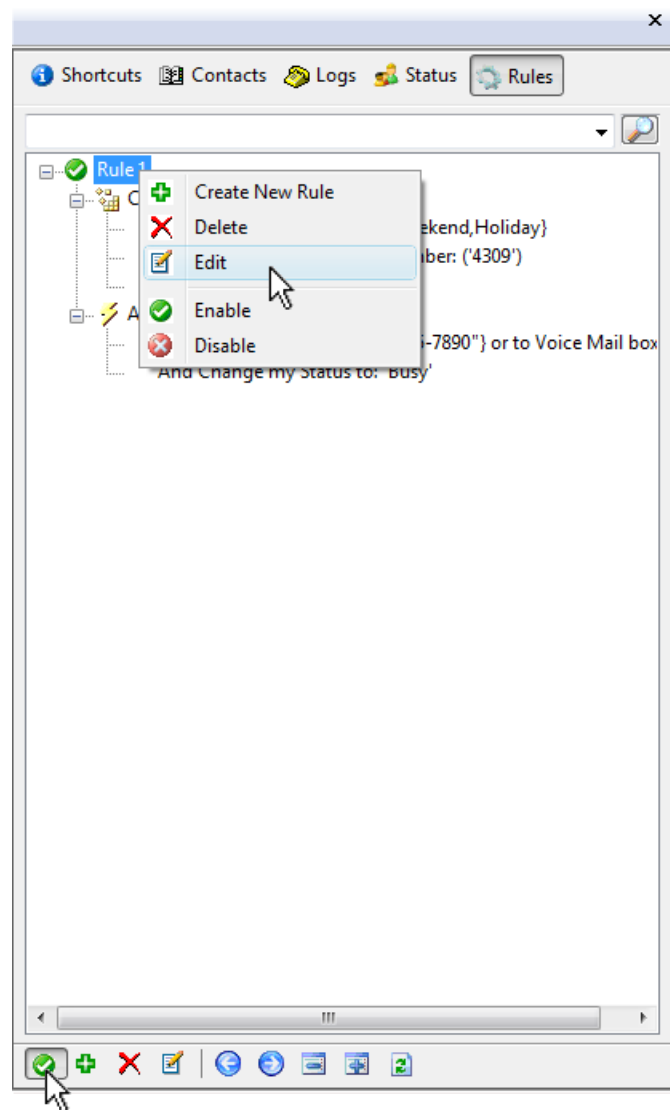 Shortcuts Contacts Logs Status Rules
Rule 1
Create New Rule
Delete
ekend,Holiday}
Edit
ber: ('4309')
Enable
Disable
-7890"} or to Voice Mail box
And Change my Status to: 'Busy'